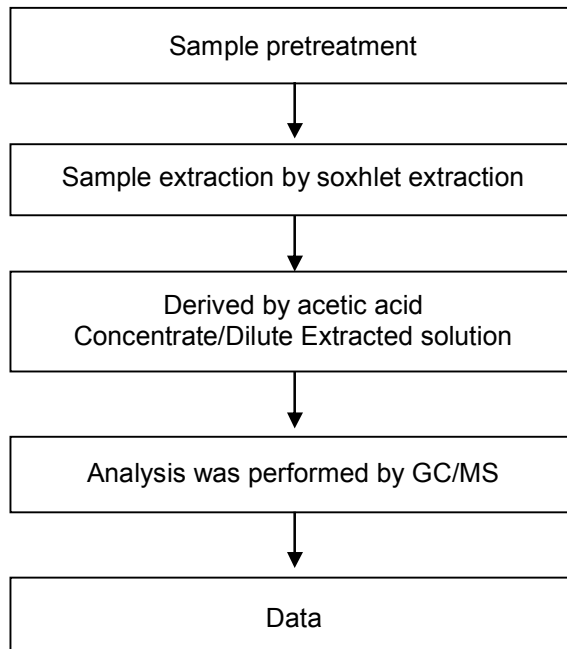 Sample pretreatment
Sample extraction by soxhlet extraction
Derived by acetic acid
Concentrate/Dilute Extracted solution
Analysis was performed by GC/MS
Data